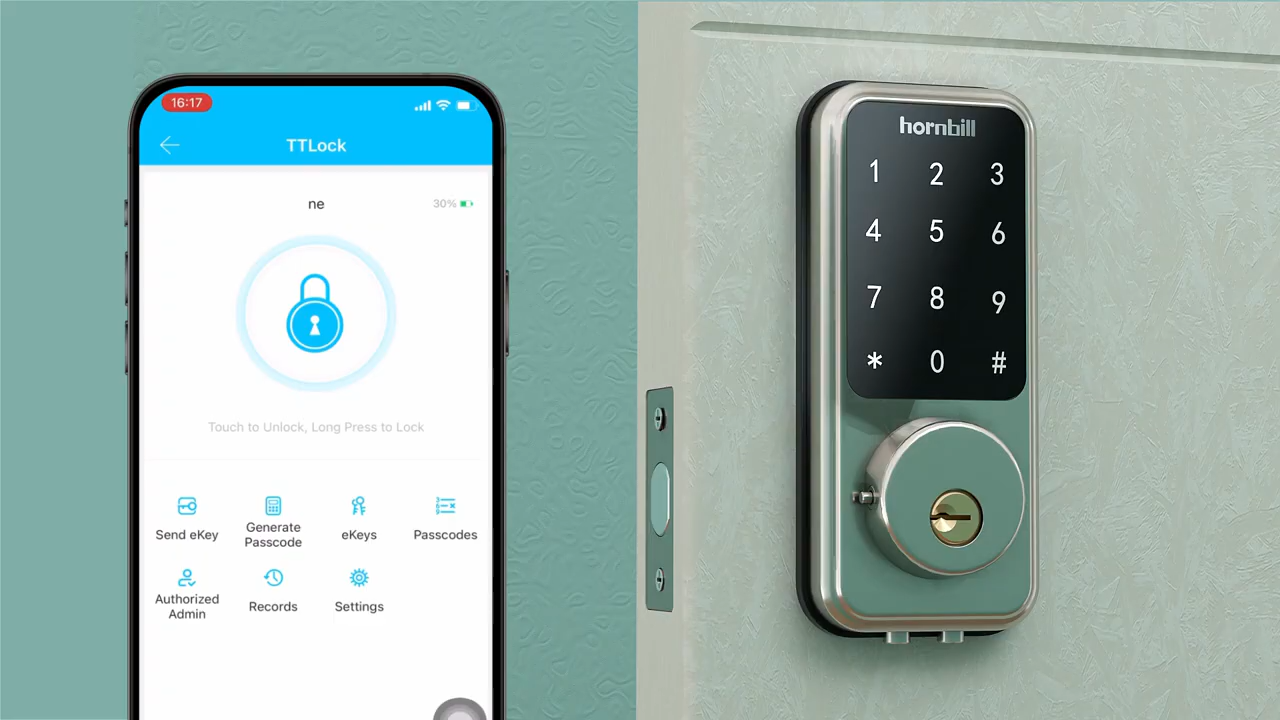 16:17
TTLock
ne
30%
Touch to Unlock, Long Press to Lock
Send eKey
Generate
Passcode
eKeys
Passcodes
Authorized
Admin
Records
Settings
hornbill
1 2 3
4 5 6
7 8 9
* 0 #